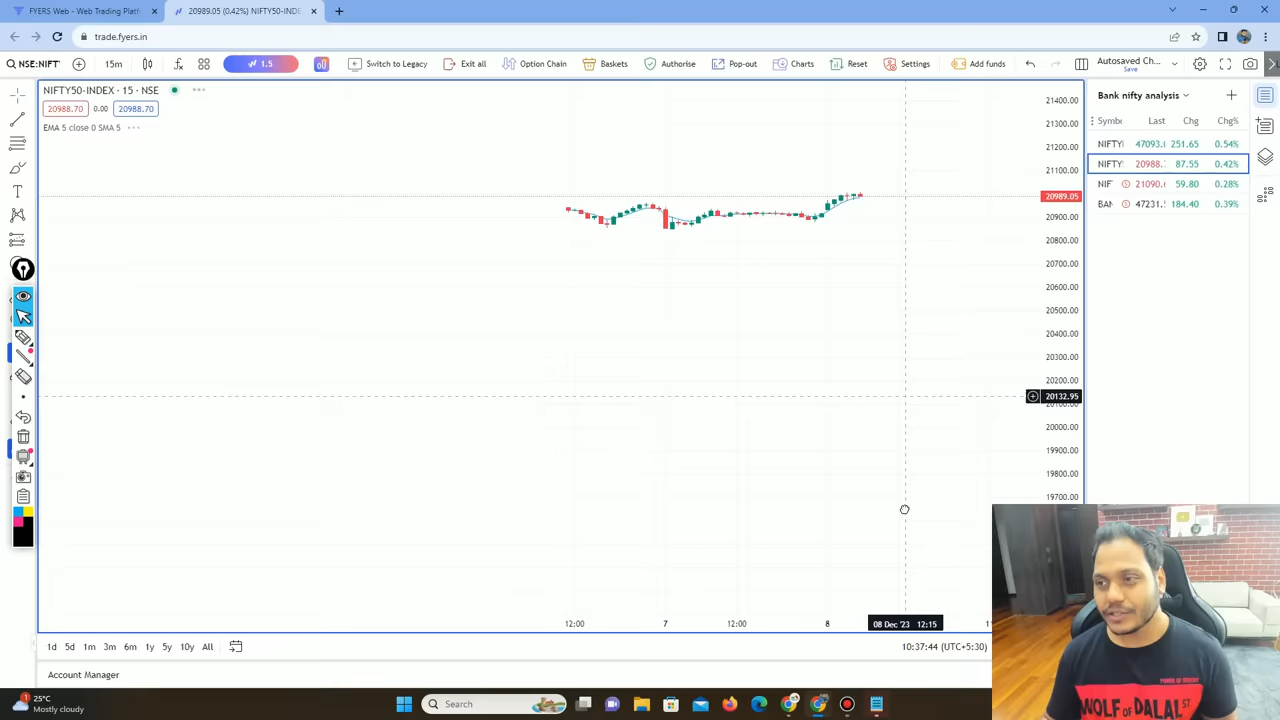 FYERS Web - Web Trading Platf
20989.05 (0.42%) NIFTY50-INDE
trade.fyers.in
NSE:NIFT
15m
1.5
Switch to Legacy
Exit all
Option Chain
Baskets
Authorise
Pop-out
Charts
Reset
Settings
Add funds
Autosaved Ch...
Save
NIFTY50-INDEX · 15 · NSE
20988.70 0.00 20988.70
EMA 5 close 0 SMA 5
21400.00
21300.00
21200.00
21100.00
20989.05
20900.00
20800.00
20700.00
20600.00
20500.00
20400.00
20300.00
20200.00
20132.95
20100.00
20000.00
19900.00
19800.00
19700.00
Bank nifty analysis
Symbo Last Chg Chg%
NIFTY 47093. 251.65 0.54%
NIFTY 20988. 87.55 0.42%
NIF 21090. 59.80 0.28%
BAN 47231. 184.40 0.39%
12:00 7 12:00 8 08 Dec '23 12:15
1d 5d 1m 3m 6m 1y 5y 10y All
10:37:44 (UTC+5:30)
Account Manager
POWER OF STOCKS
WOLF OF DALAL ST
25°C
Mostly cloudy
Search